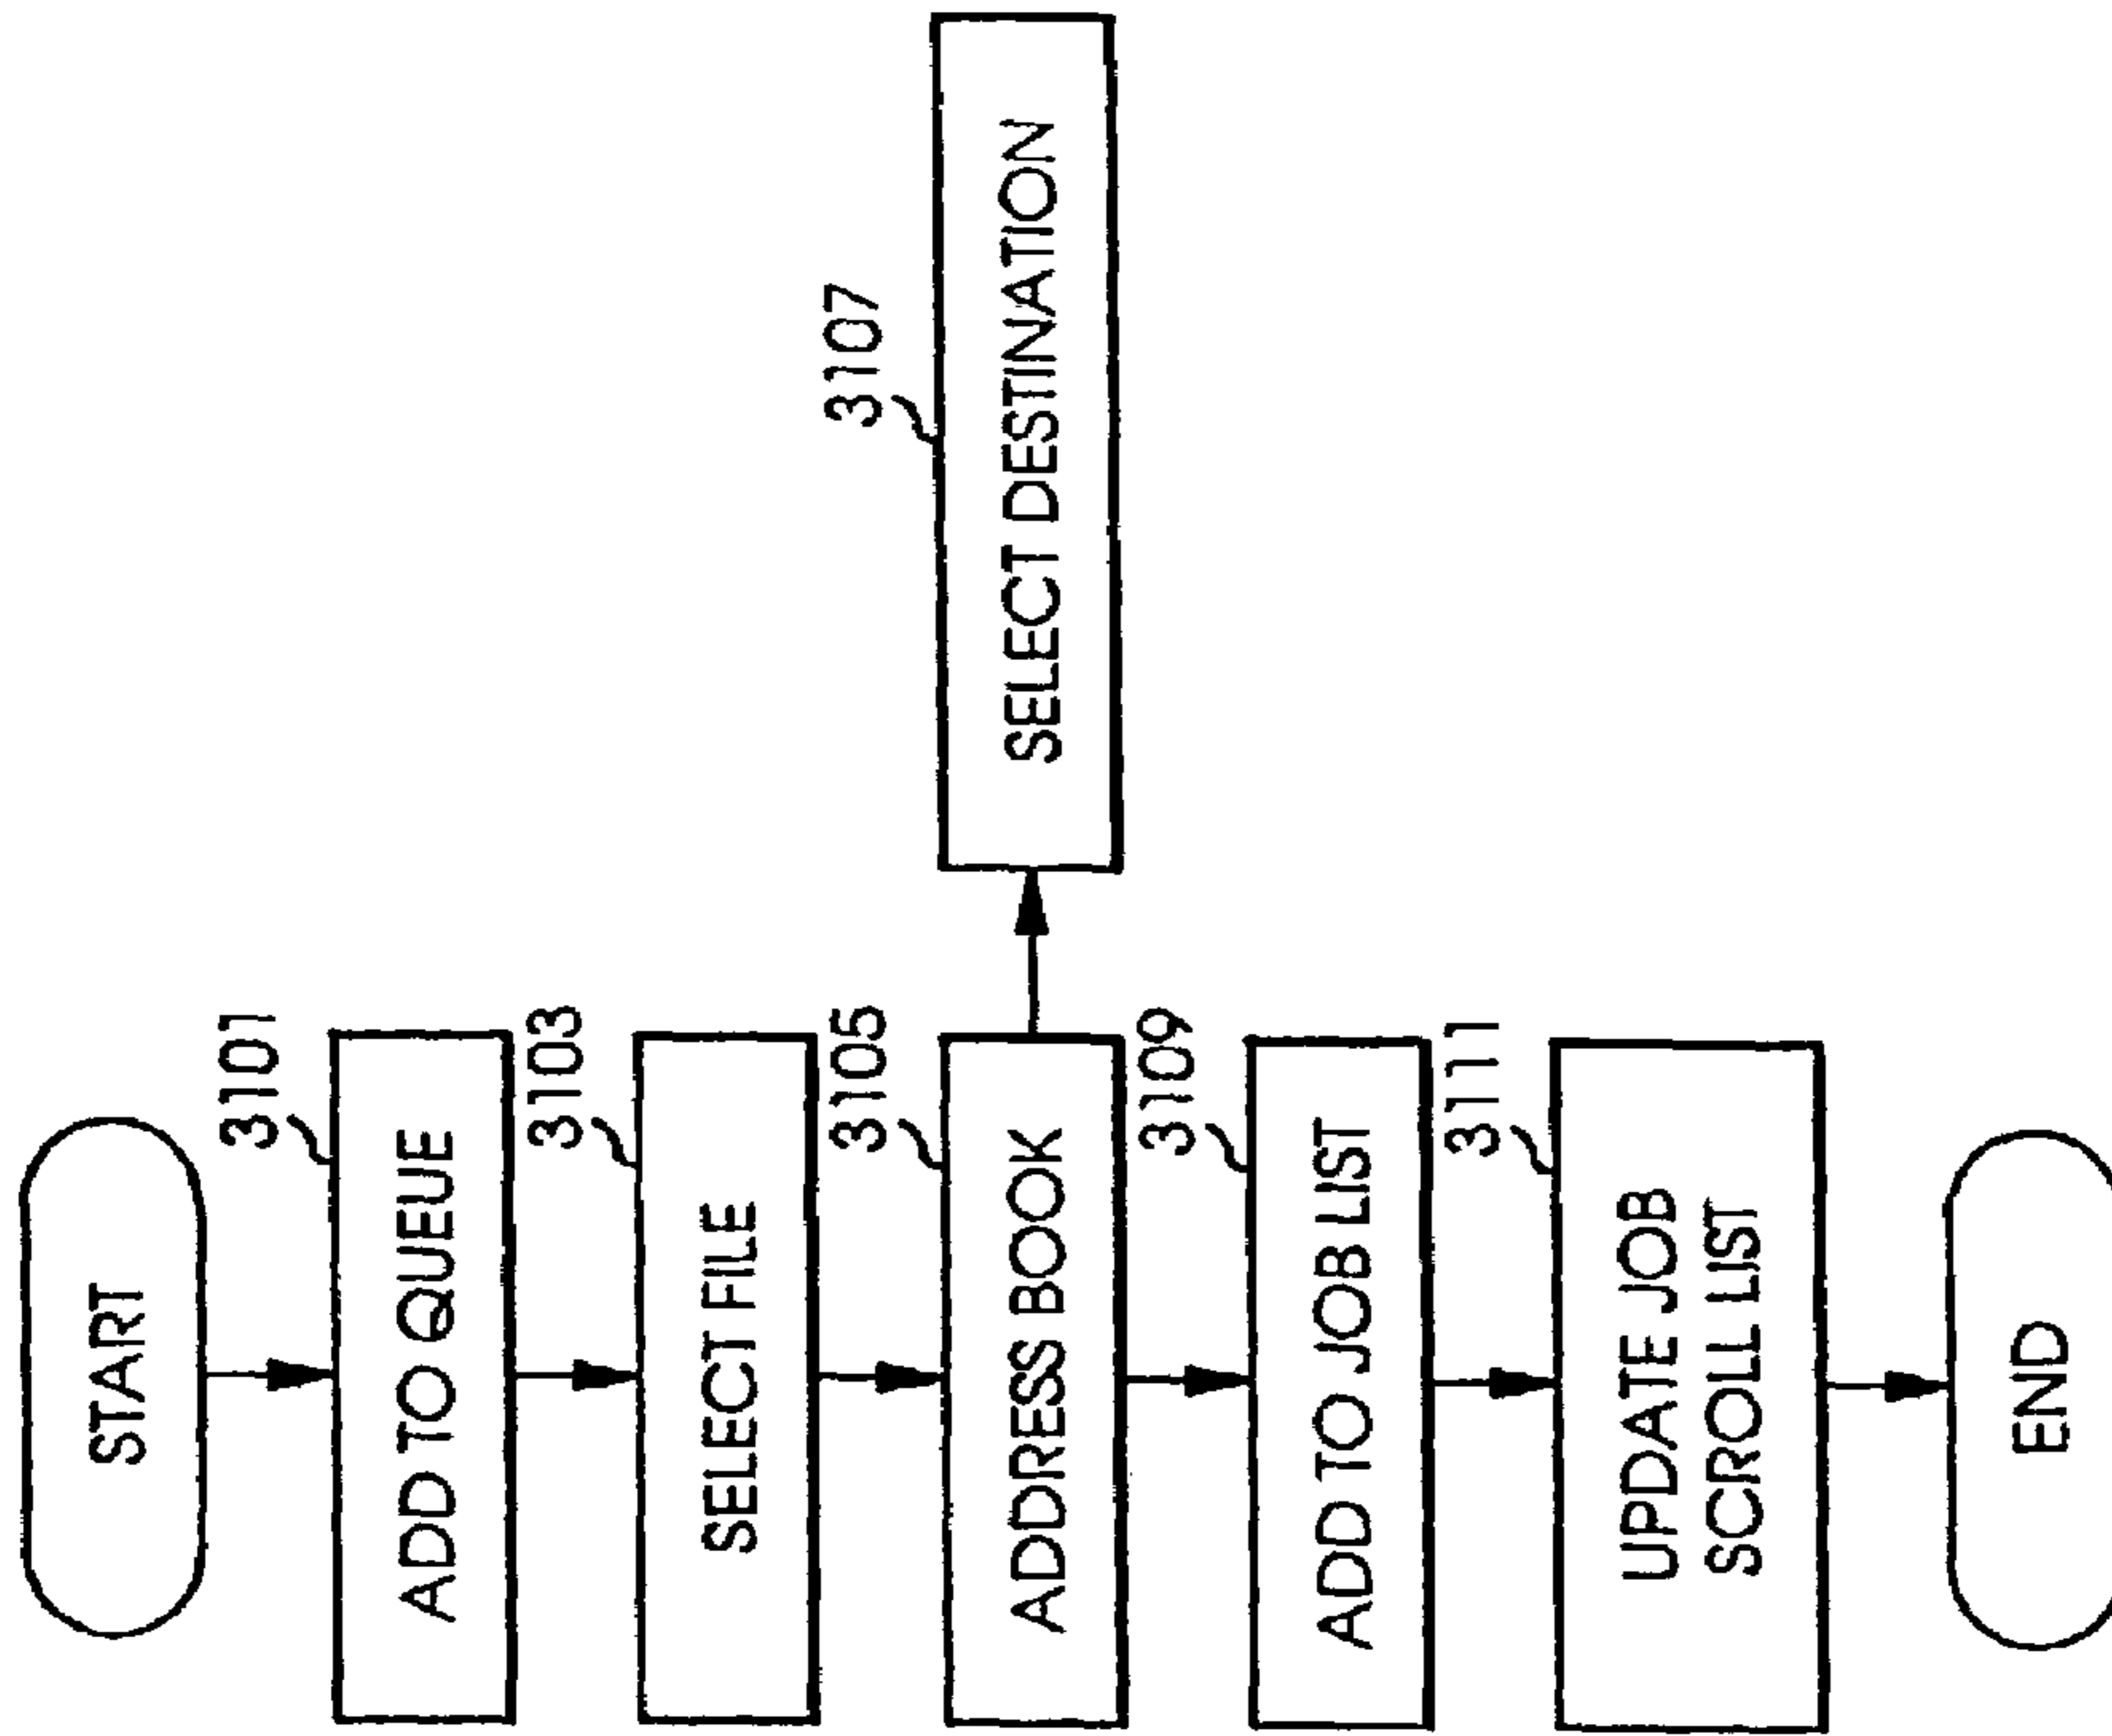 START
3101
ADD TO QUEUE
3103
SELECT FILE
3105
ADDRESS BOOK
3107
SELECT DESTINATION
3109
ADD TO JOB LIST
3111
UPDATE JOB
SCROLL LIST
END